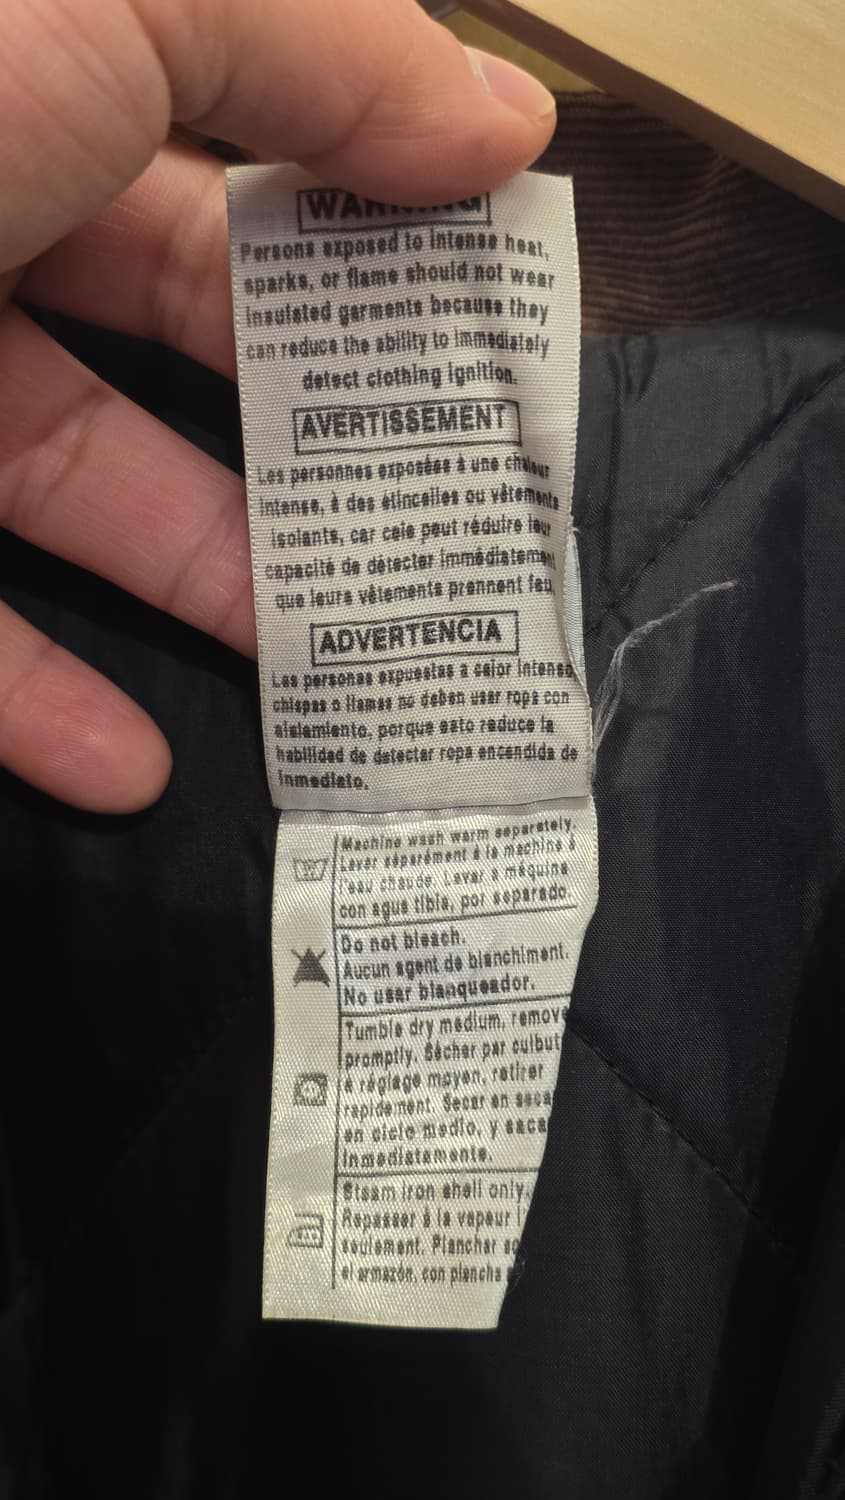 WARNING
Persons exposed to intense heat,
sparks, or flame should not wear
insulated garments because they
can reduce the ability to immediately
detect clothing ignition.
AVERTISSEMENT
Les personnes exposées à une chaleur
intense, à des étincelles ou vêtements
isolants, car cele peut réduire leur
capacité de détecter immédiatement
que leurs vêtements prennent feu.
ADVERTENCIA
Las personas expuestas a calor intenso
chispas o llamas no deben usar ropa con
aislamiento, porque esto reduce la
habilidad de detectar ropa encendida de
inmediato.
Machine wash warm separately.
Laver séparément à la machine à
l'eau chaude. Lavar a máquina
con agua tibia, por separado.
Do not bleach.
Aucun agent de blanchiment.
No usar blanqueador.
Tumble dry medium, remove
promptly. Sécher par culbut
à réglage moyen, retirer
rapidement. Secar en seca
en ciclo medio, y saca
inmediatamente.
Steam iron shell only.
Repasser à la vapeur l'
seulement. Planchar
el armazón, con plancha